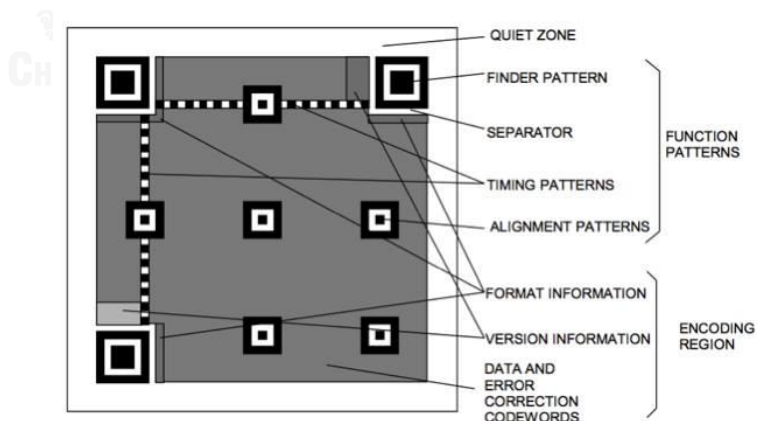 QUIET ZONE
FINDER PATTERN
SEPARATOR
FUNCTION
PATTERNS
TIMING PATTERNS
ALIGNMENT PATTERNS
FORMAT INFORMATION
VERSION INFORMATION
ENCODING
REGION
DATA AND
ERROR
CORRECTION
CODEWORDS